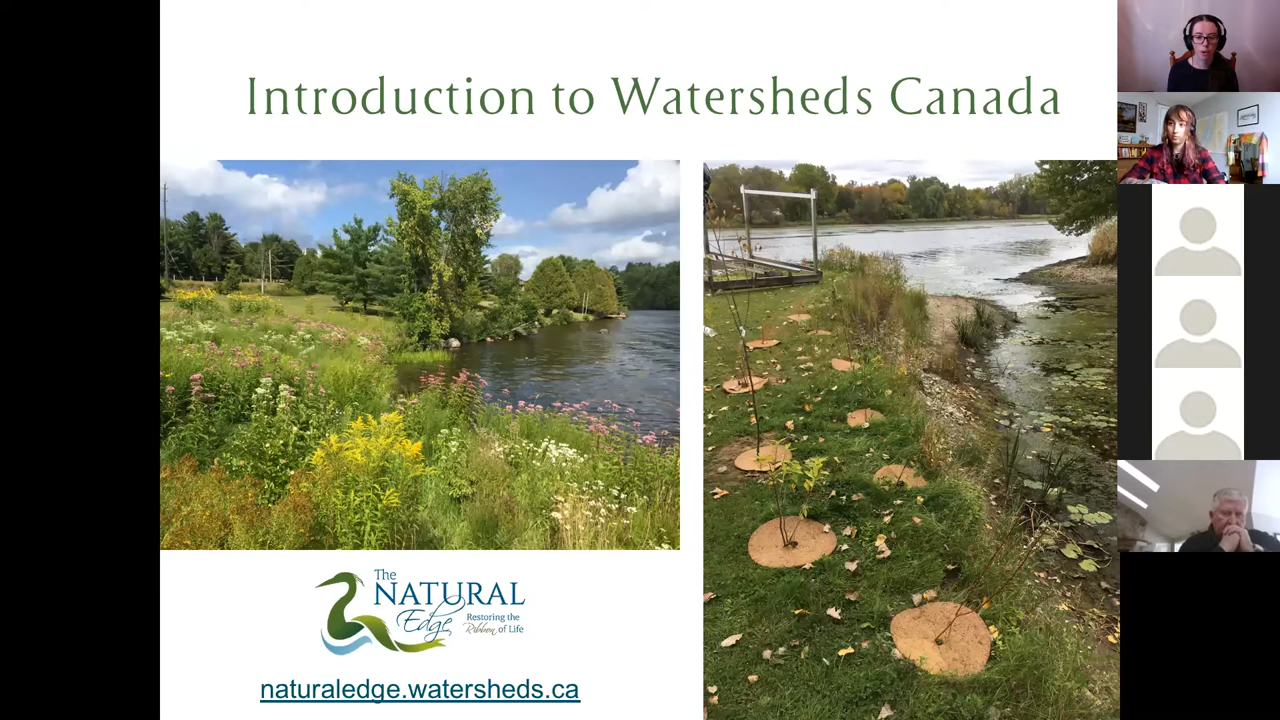 Introduction to Watersheds Canada
The
NATURAL
Edge
Restoring the
Ribbon of Life
naturaledge.watersheds.ca